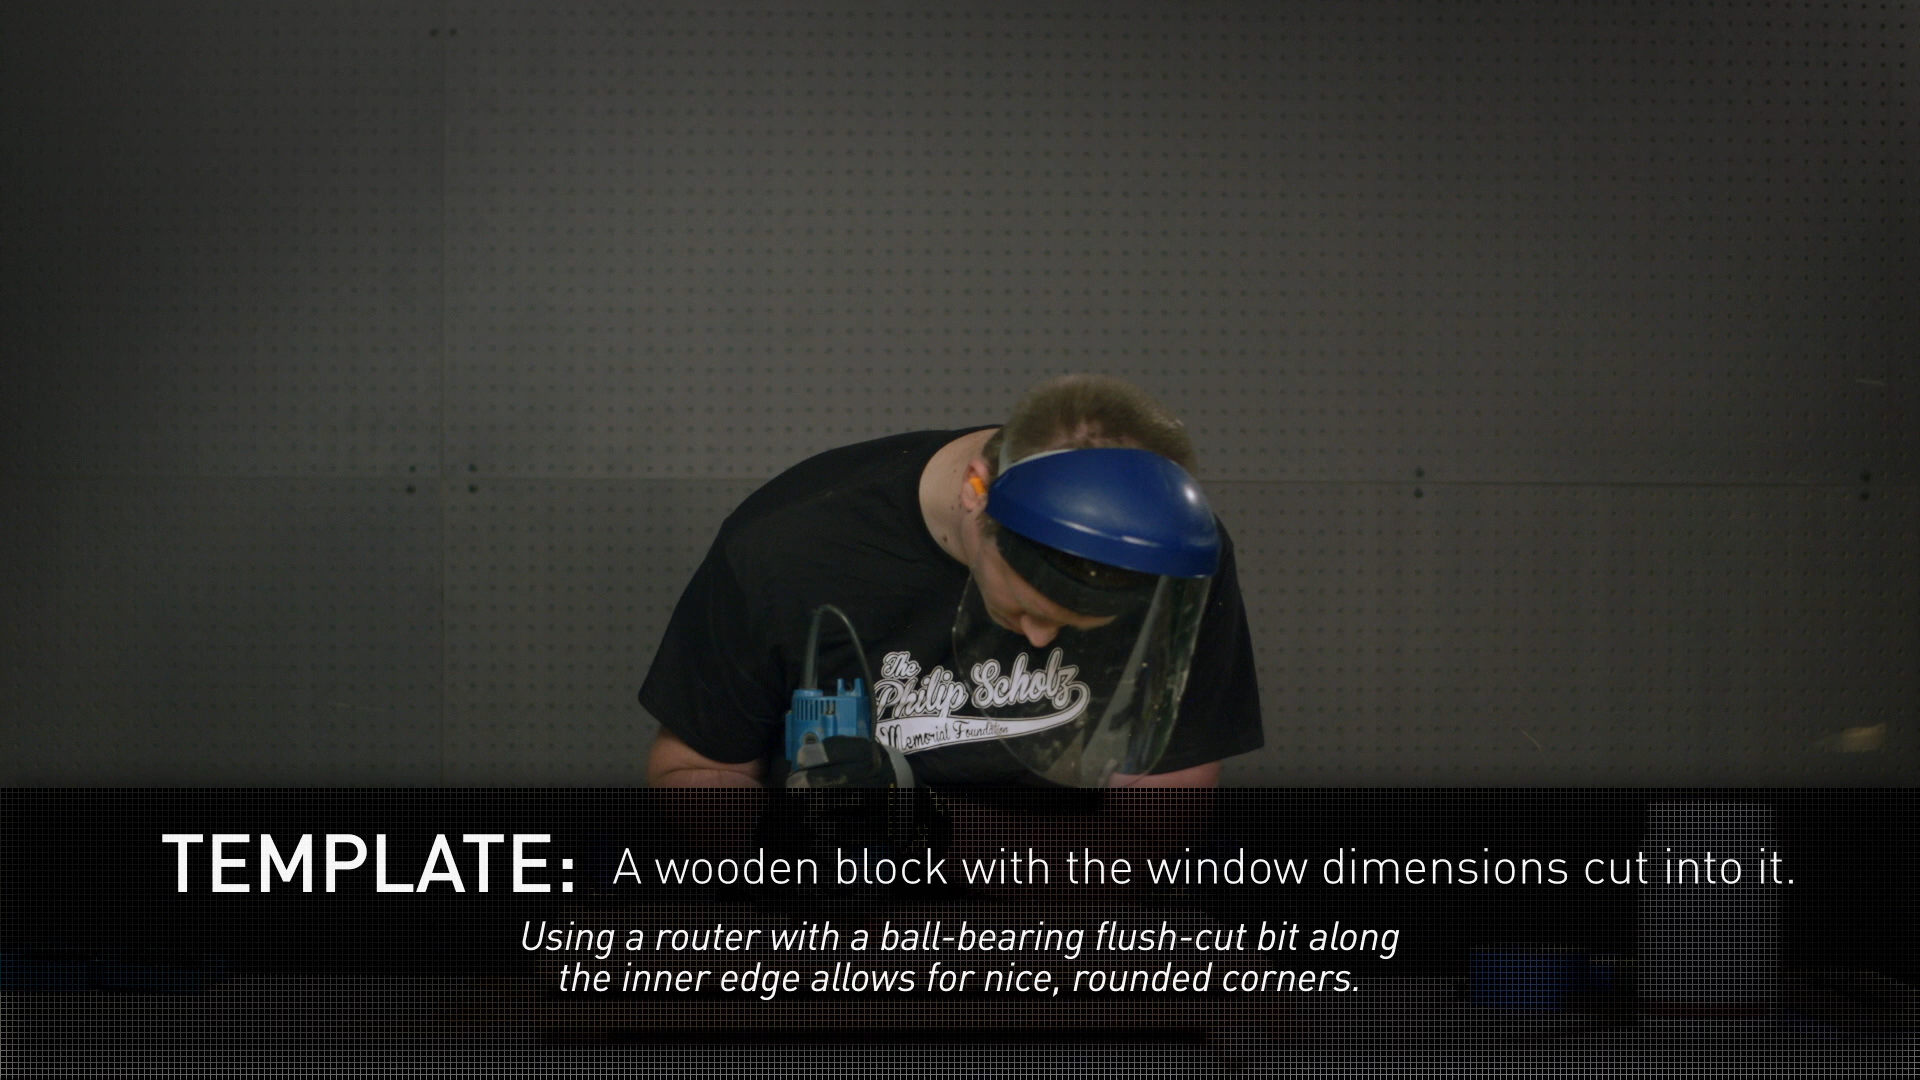 The
Philip Scholz
Memorial Foundation
TEMPLATE: A wooden block with the window dimensions cut into it.
Using a router with a ball-bearing flush-cut bit along
the inner edge allows for nice, rounded corners.